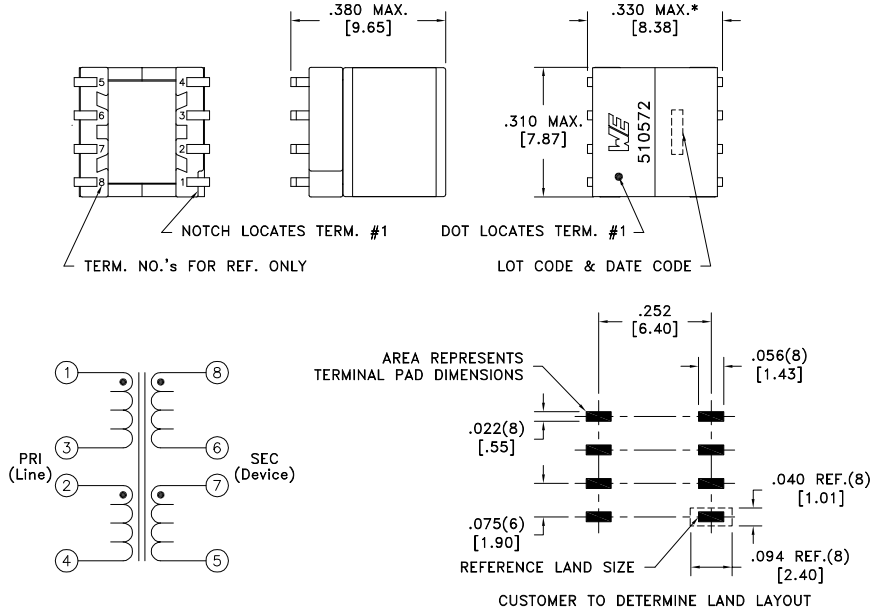 .380 MAX.
[9.65]
.330 MAX.*
[8.38]
.310 MAX.
[7.87]
5
4
6
3
7
2
8
1
WE
510572
NOTCH LOCATES TERM. #1
DOT LOCATES TERM. #1
TERM. NO.'s FOR REF. ONLY
LOT CODE & DATE CODE
1
8
3
6
PRI
(Line)
SEC
(Device)
2
7
4
5
.252
[6.40]
AREA REPRESENTS
TERMINAL PAD DIMENSIONS
.056(8)
[1.43]
.022(8)
[.55]
.040 REF.(8)
[1.01]
.075(6)
[1.90]
.094 REF.(8)
[2.40]
REFERENCE LAND SIZE
CUSTOMER TO DETERMINE LAND LAYOUT